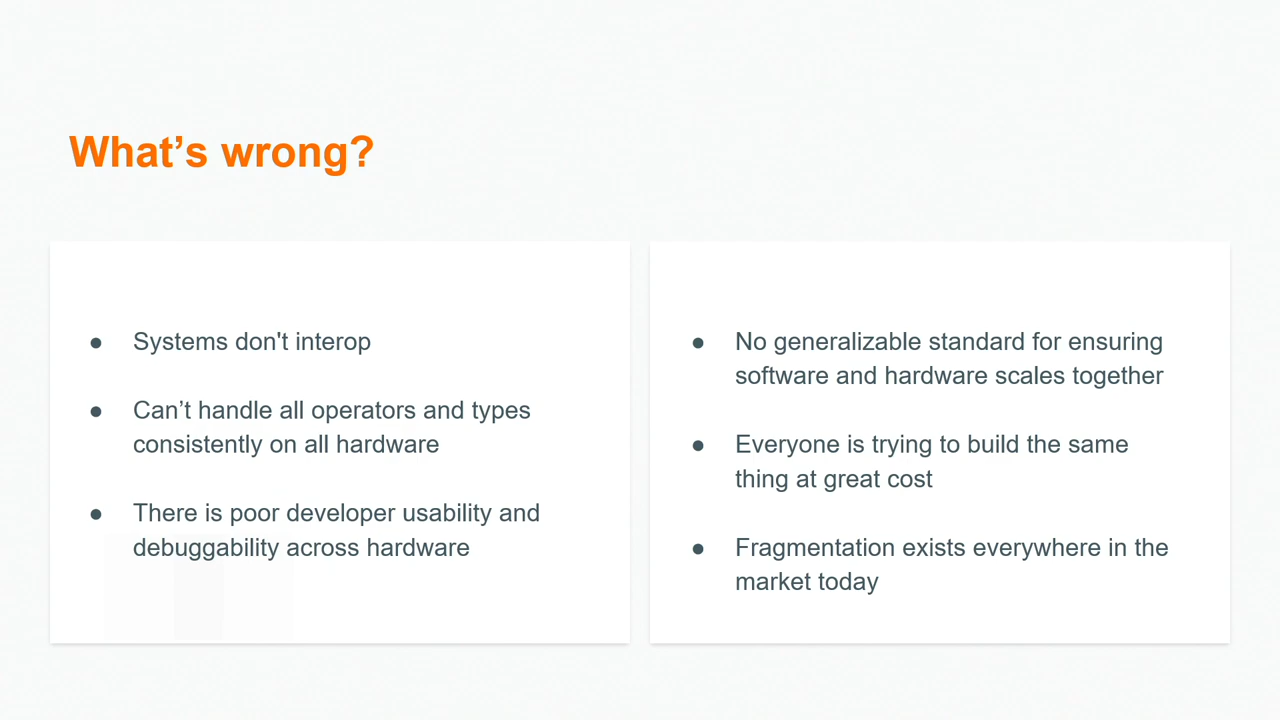 What’s wrong?
● Systems don't interop
● Can’t handle all operators and types
consistently on all hardware
● There is poor developer usability and
debuggability across hardware
● No generalizable standard for ensuring
software and hardware scales together
● Everyone is trying to build the same
thing at great cost
● Fragmentation exists everywhere in the
market today